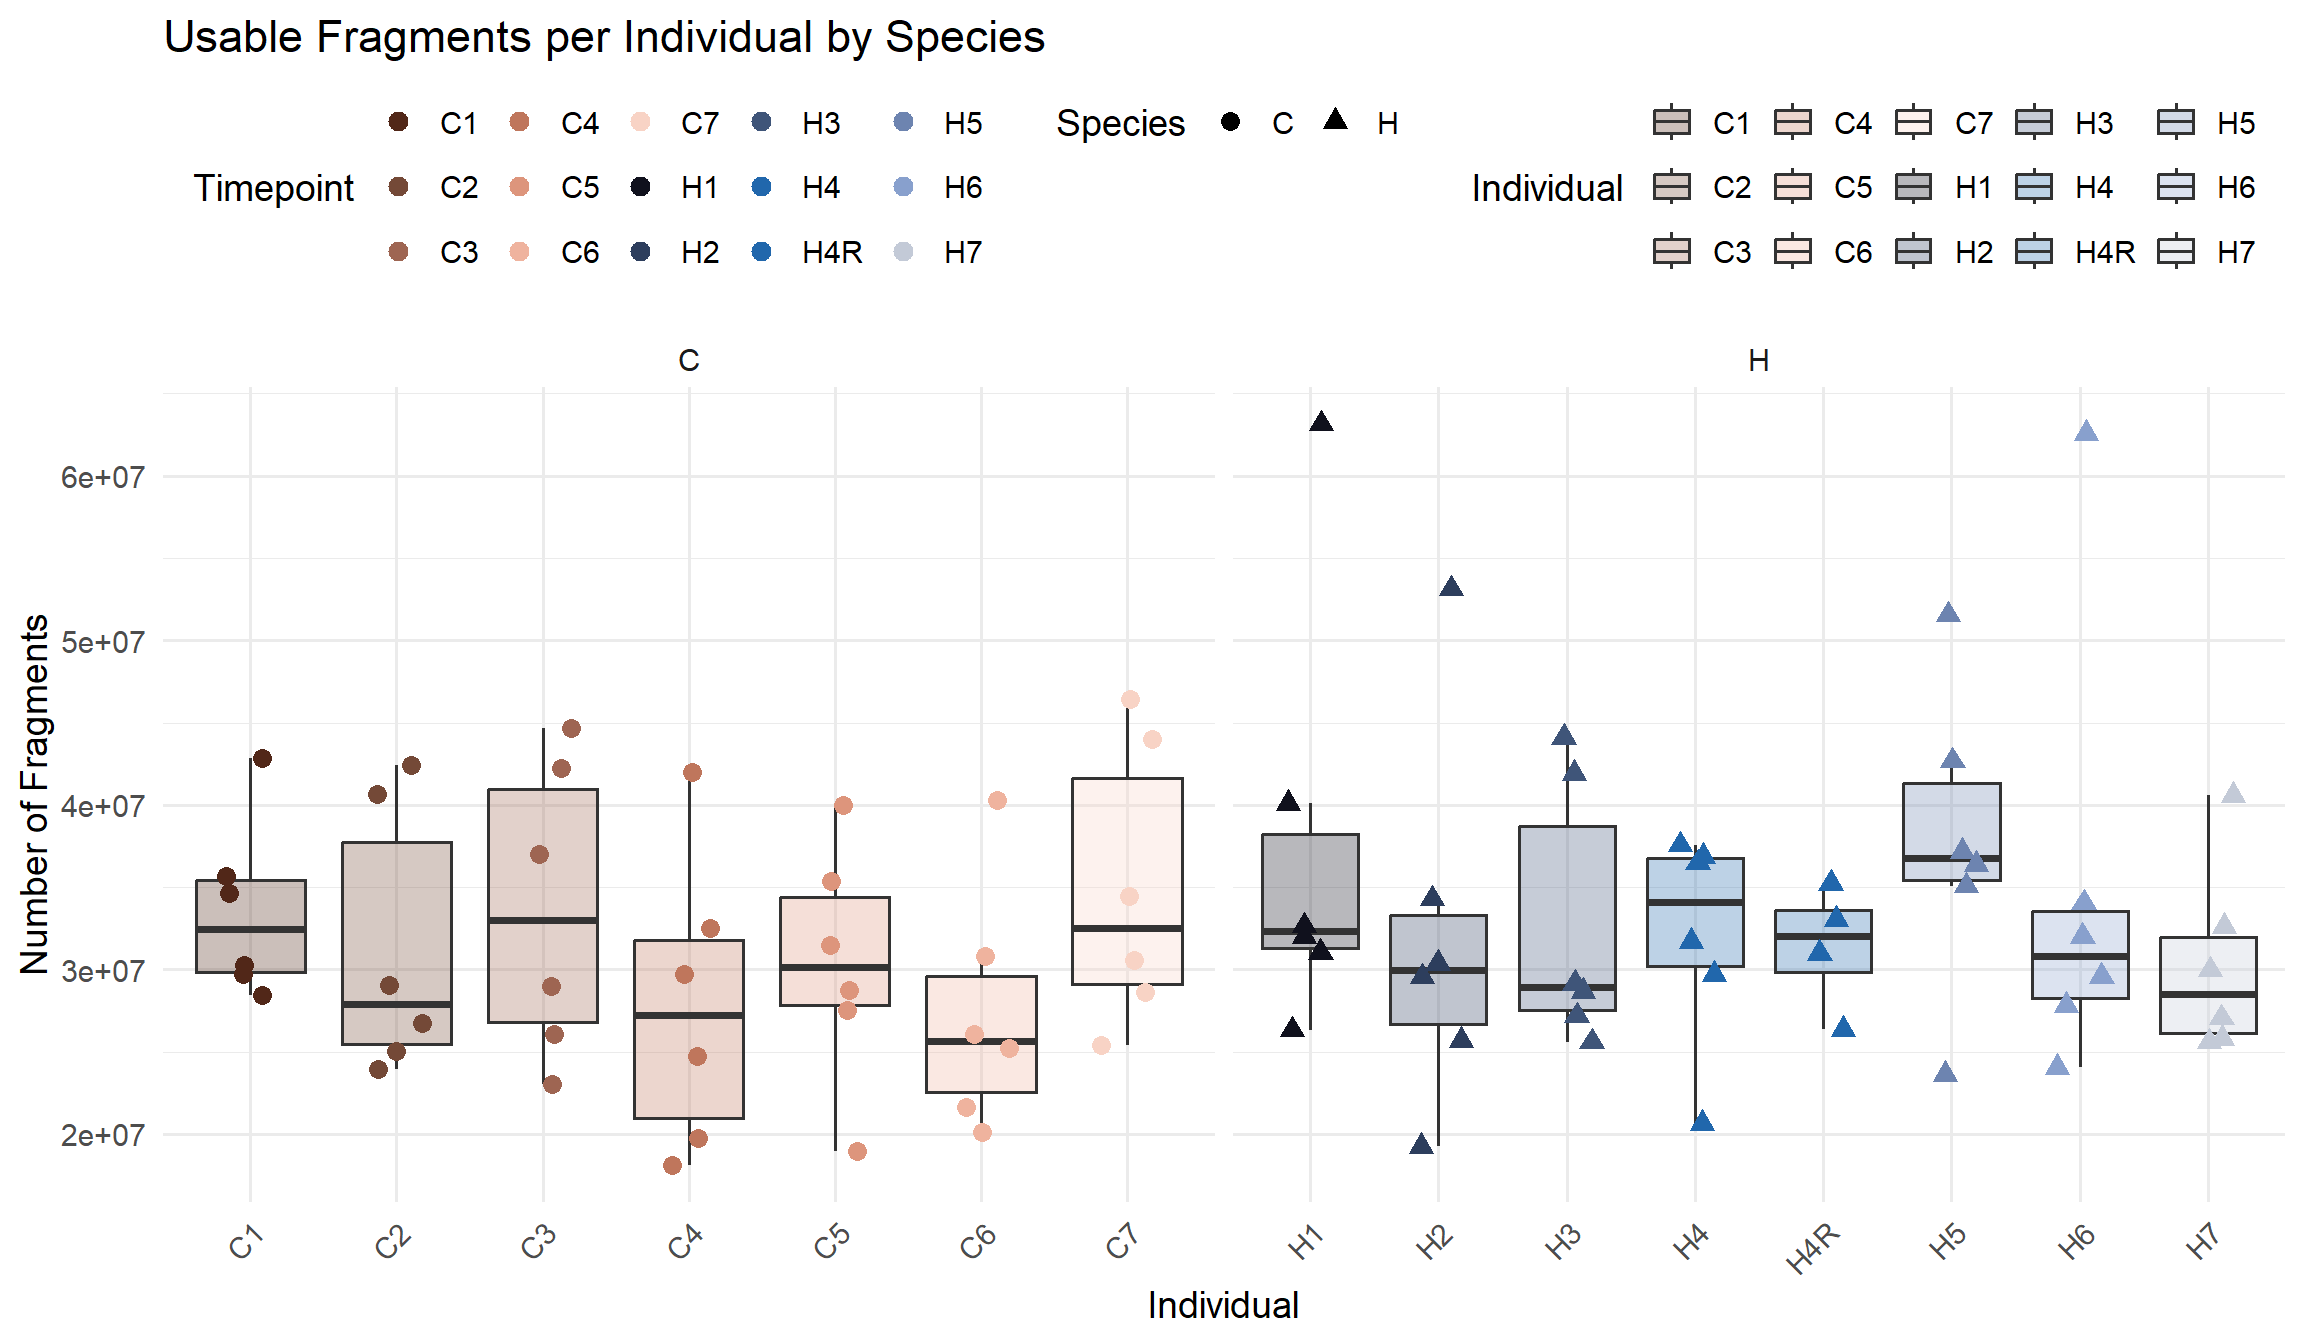 Usable Fragments per Individual by Species
C1 C4 C7 H3 H5 Species C H C1 C4 C7 H3 H5
Timepoint C2 C5 H1 H4 H6 Individual C2 C5 H1 H4 H6
C3 C6 H2 H4R H7 C3 C6 H2 H4R H7
C H
6e+07
5e+07
4e+07
3e+07
2e+07
Number of Fragments
C1 C2 C3 C4 C5 C6 C7 H1 H2 H3 H4 H4R H5 H6 H7
Individual